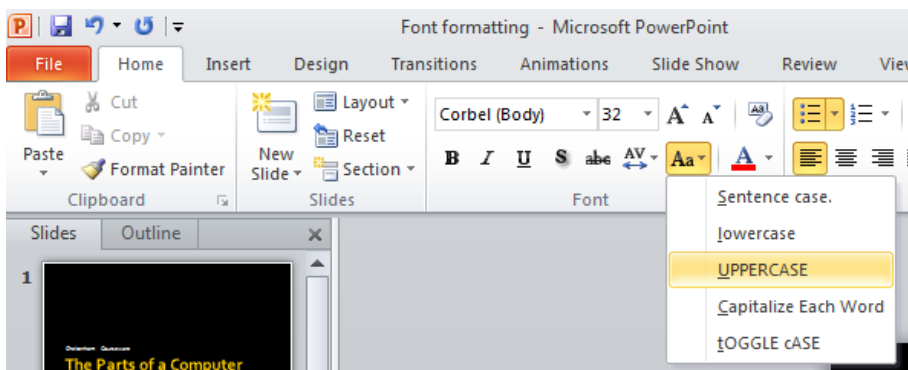 Font formatting - Microsoft PowerPoint
File Home Insert Design Transitions Animations Slide Show Review View
Cut
Copy
Format Painter
Paste
Clipboard
New
Slide
Layout
Reset
Section
Slides
Corbel (Body) 32 A A
B I U S abc AV Aa A
Font
Sentence case.
lowercase
UPPERCASE
Capitalize Each Word
tOGGLE cASE
Slides Outline
1
The Parts of a Computer